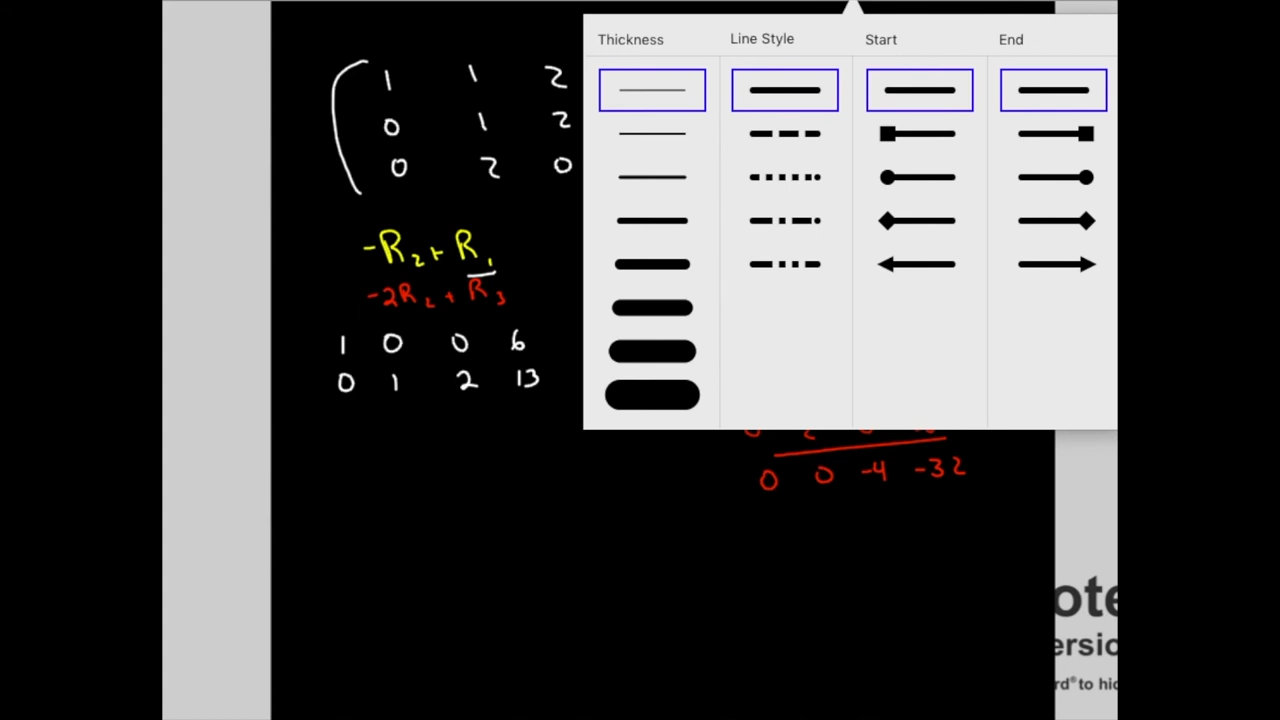 Thickness Line Style Start End
1 1 2
0 1 2
0 2 0
-R2 + R1
-2R2 + R3
1 0 0 6
0 1 2 13
0 0 -4 -32